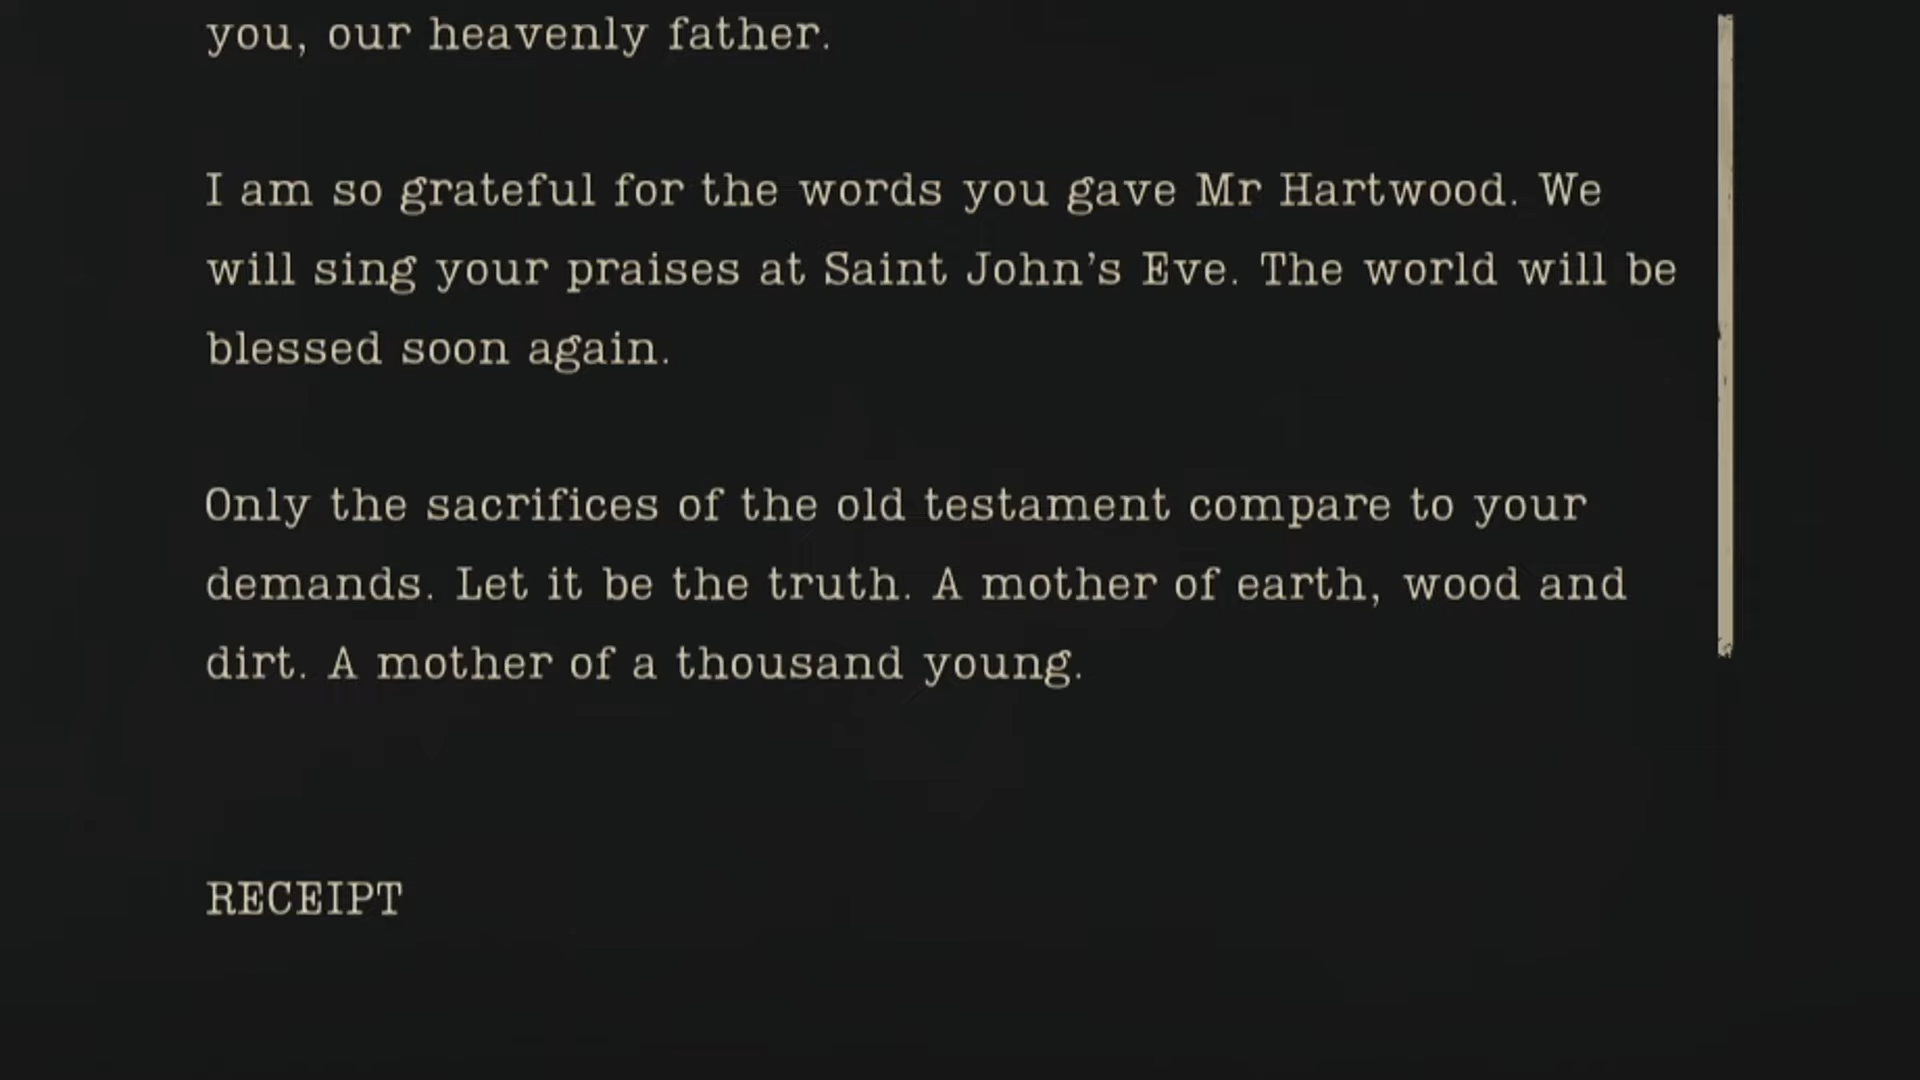 you, our heavenly father.
I am so grateful for the words you gave Mr Hartwood. We
will sing your praises at Saint John’s Eve. The world will be
blessed soon again.
Only the sacrifices of the old testament compare to your
demands. Let it be the truth. A mother of earth, wood and
dirt. A mother of a thousand young.
RECEIPT